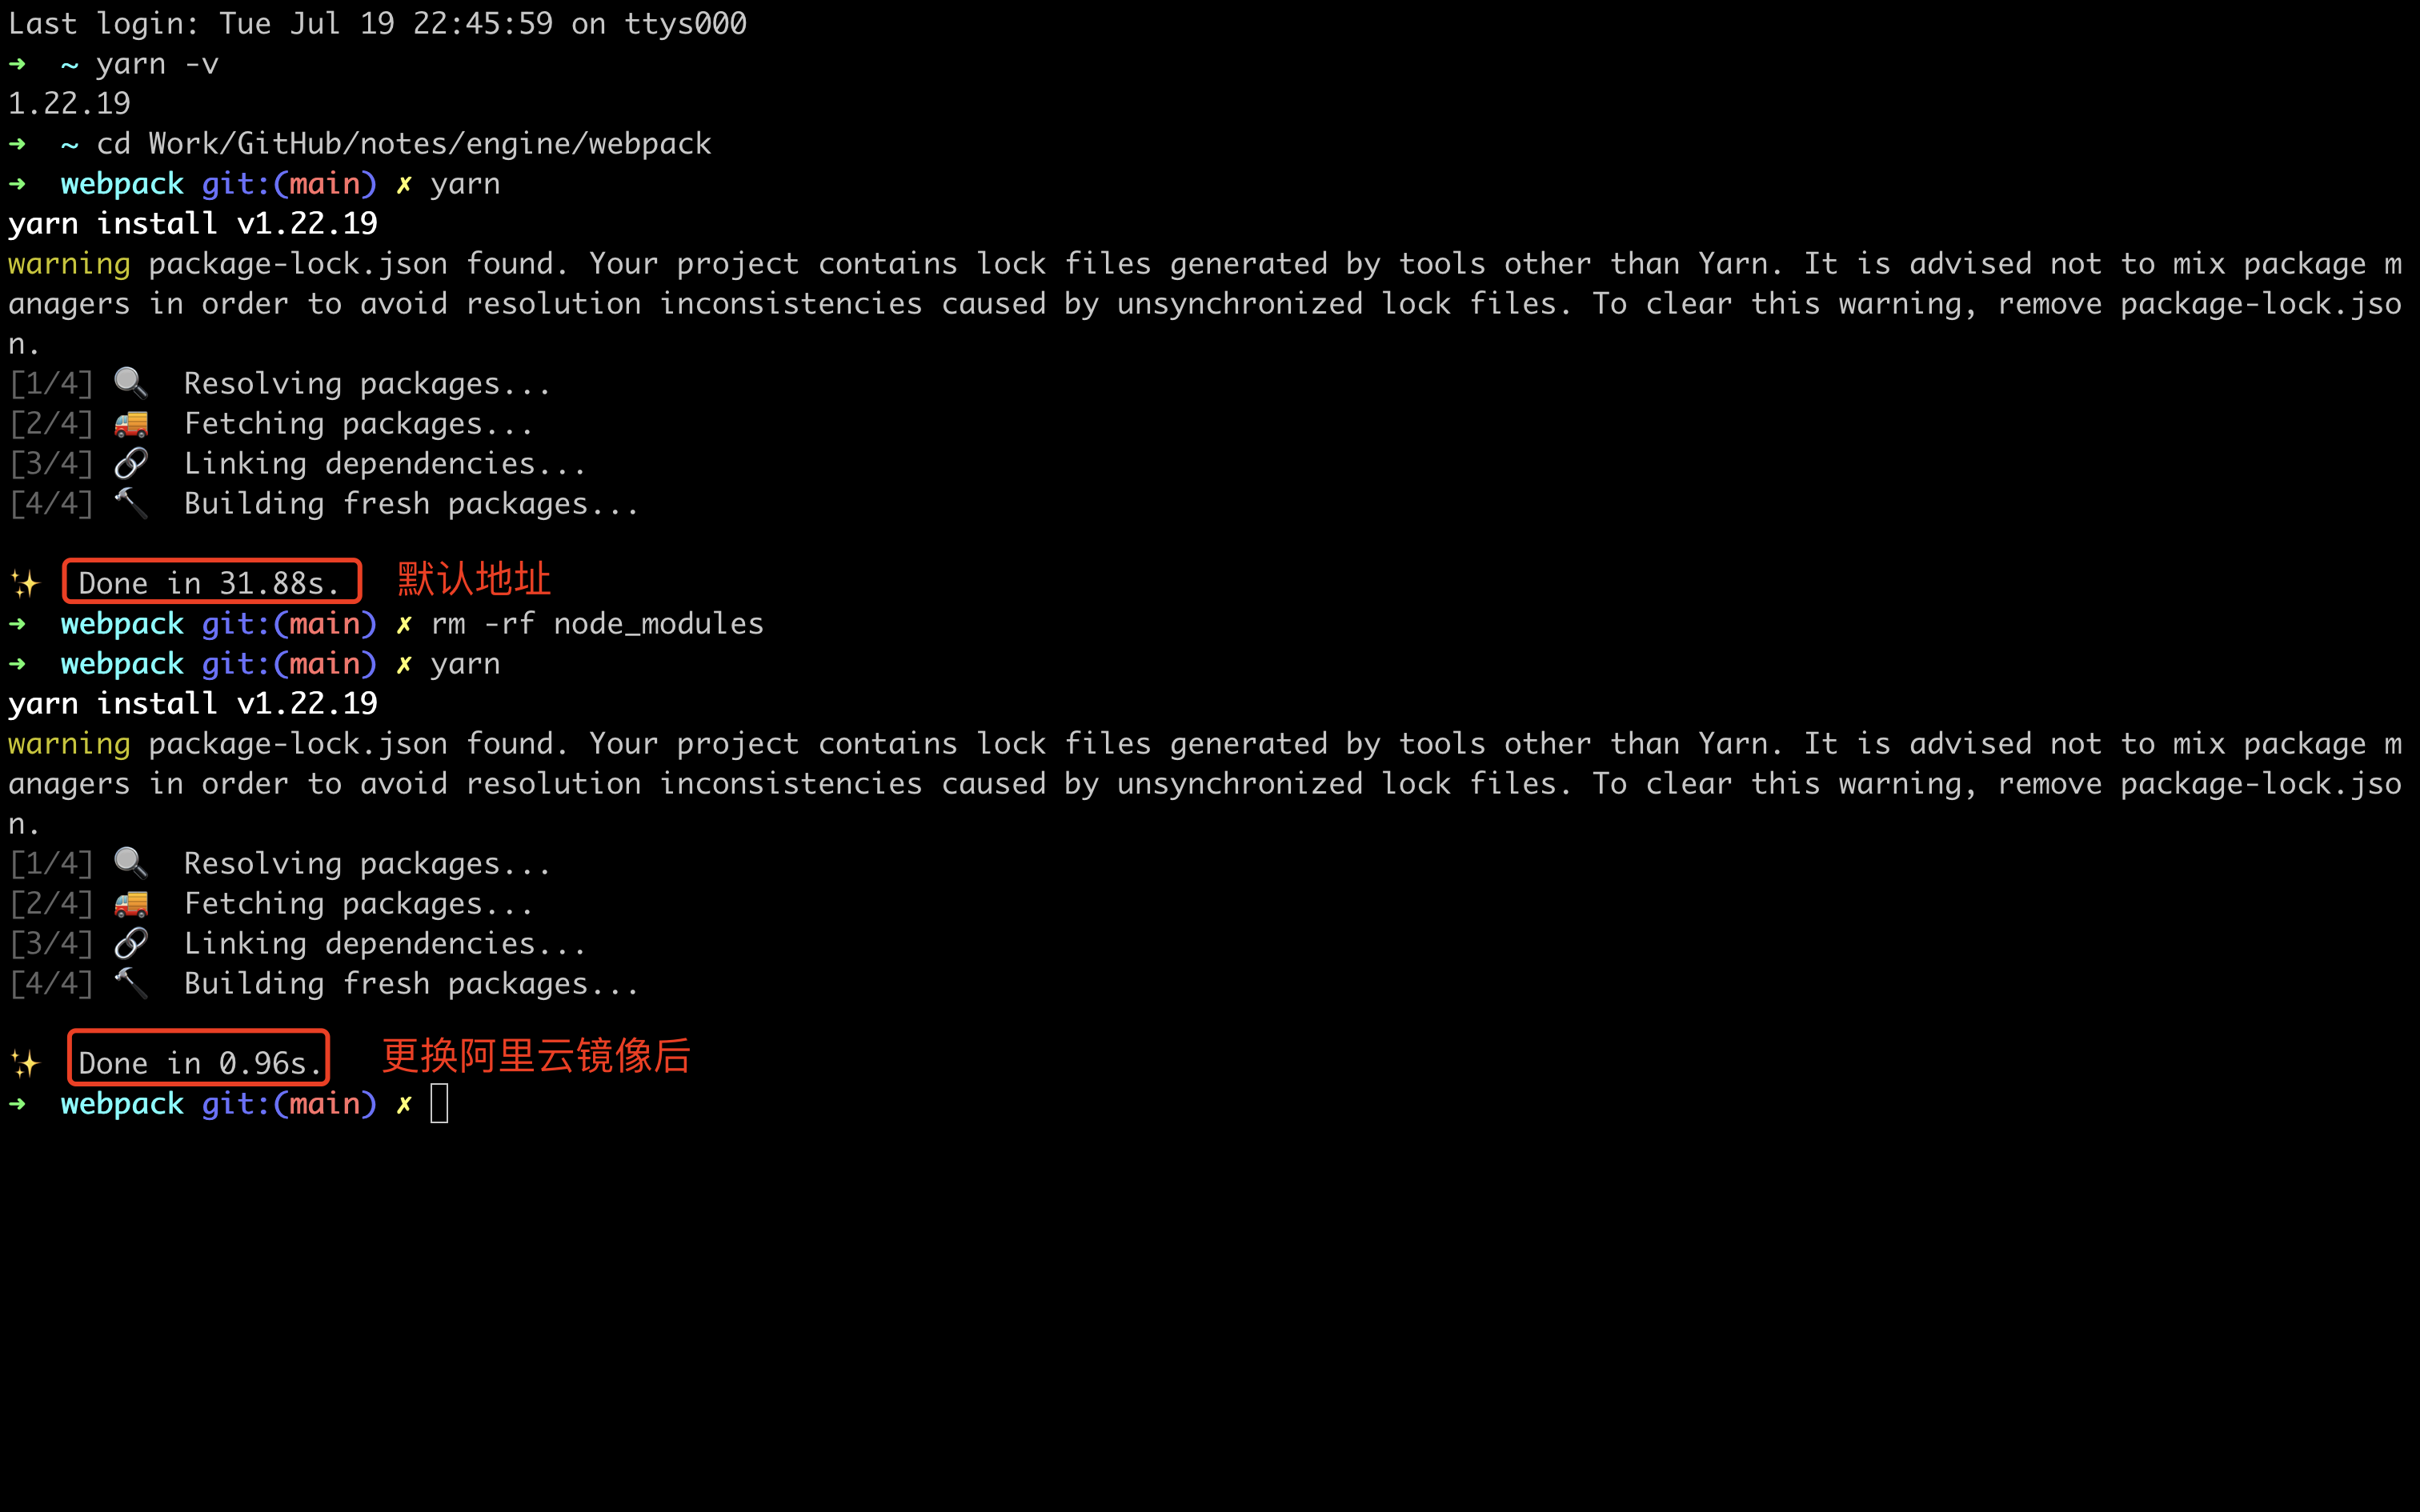 Last login: Tue Jul 19 22:45:59 on ttys000
➜  ~ yarn -v
1.22.19
➜  ~ cd Work/GitHub/notes/engine/webpack
➜  webpack git:(main) ✗ yarn
yarn install v1.22.19
warning package-lock.json found. Your project contains lock files generated by tools other than Yarn. It is advised not to mix package m
anagers in order to avoid resolution inconsistencies caused by unsynchronized lock files. To clear this warning, remove package-lock.jso
n.
[1/4] 🔍  Resolving packages...
[2/4] 🚚  Fetching packages...
[3/4] 🔗  Linking dependencies...
[4/4] 🔨  Building fresh packages...
✨  Done in 31.88s. 默认地址
➜  webpack git:(main) ✗ rm -rf node_modules
➜  webpack git:(main) ✗ yarn
yarn install v1.22.19
warning package-lock.json found. Your project contains lock files generated by tools other than Yarn. It is advised not to mix package m
anagers in order to avoid resolution inconsistencies caused by unsynchronized lock files. To clear this warning, remove package-lock.jso
n.
[1/4] 🔍  Resolving packages...
[2/4] 🚚  Fetching packages...
[3/4] 🔗  Linking dependencies...
[4/4] 🔨  Building fresh packages...
✨  Done in 0.96s. 更换阿里云镜像后
➜  webpack git:(main) ✗